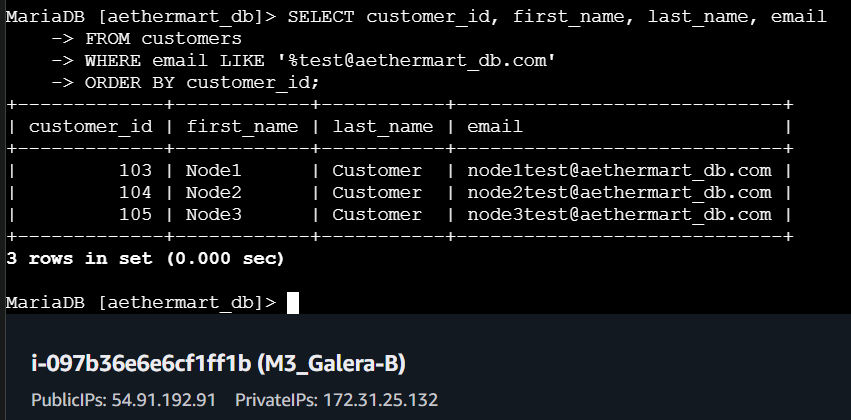 MariaDB [aethermart_db]> SELECT customer_id, first_name, last_name, email
    -> FROM customers
    -> WHERE email LIKE '%test@aethermart_db.com'
    -> ORDER BY customer_id;
+-------------+------------+-----------+-----------------------------+
| customer_id | first_name | last_name | email                       |
+-------------+------------+-----------+-----------------------------+
|         103 | Node1      | Customer  | node1test@aethermart_db.com |
|         104 | Node2      | Customer  | node2test@aethermart_db.com |
|         105 | Node3      | Customer  | node3test@aethermart_db.com |
+-------------+------------+-----------+-----------------------------+
3 rows in set (0.000 sec)
MariaDB [aethermart_db]>
i-097b36e6e6cf1ff1b (M3_Galera-B)
PublicIPs: 54.91.192.91    PrivateIPs: 172.31.25.132